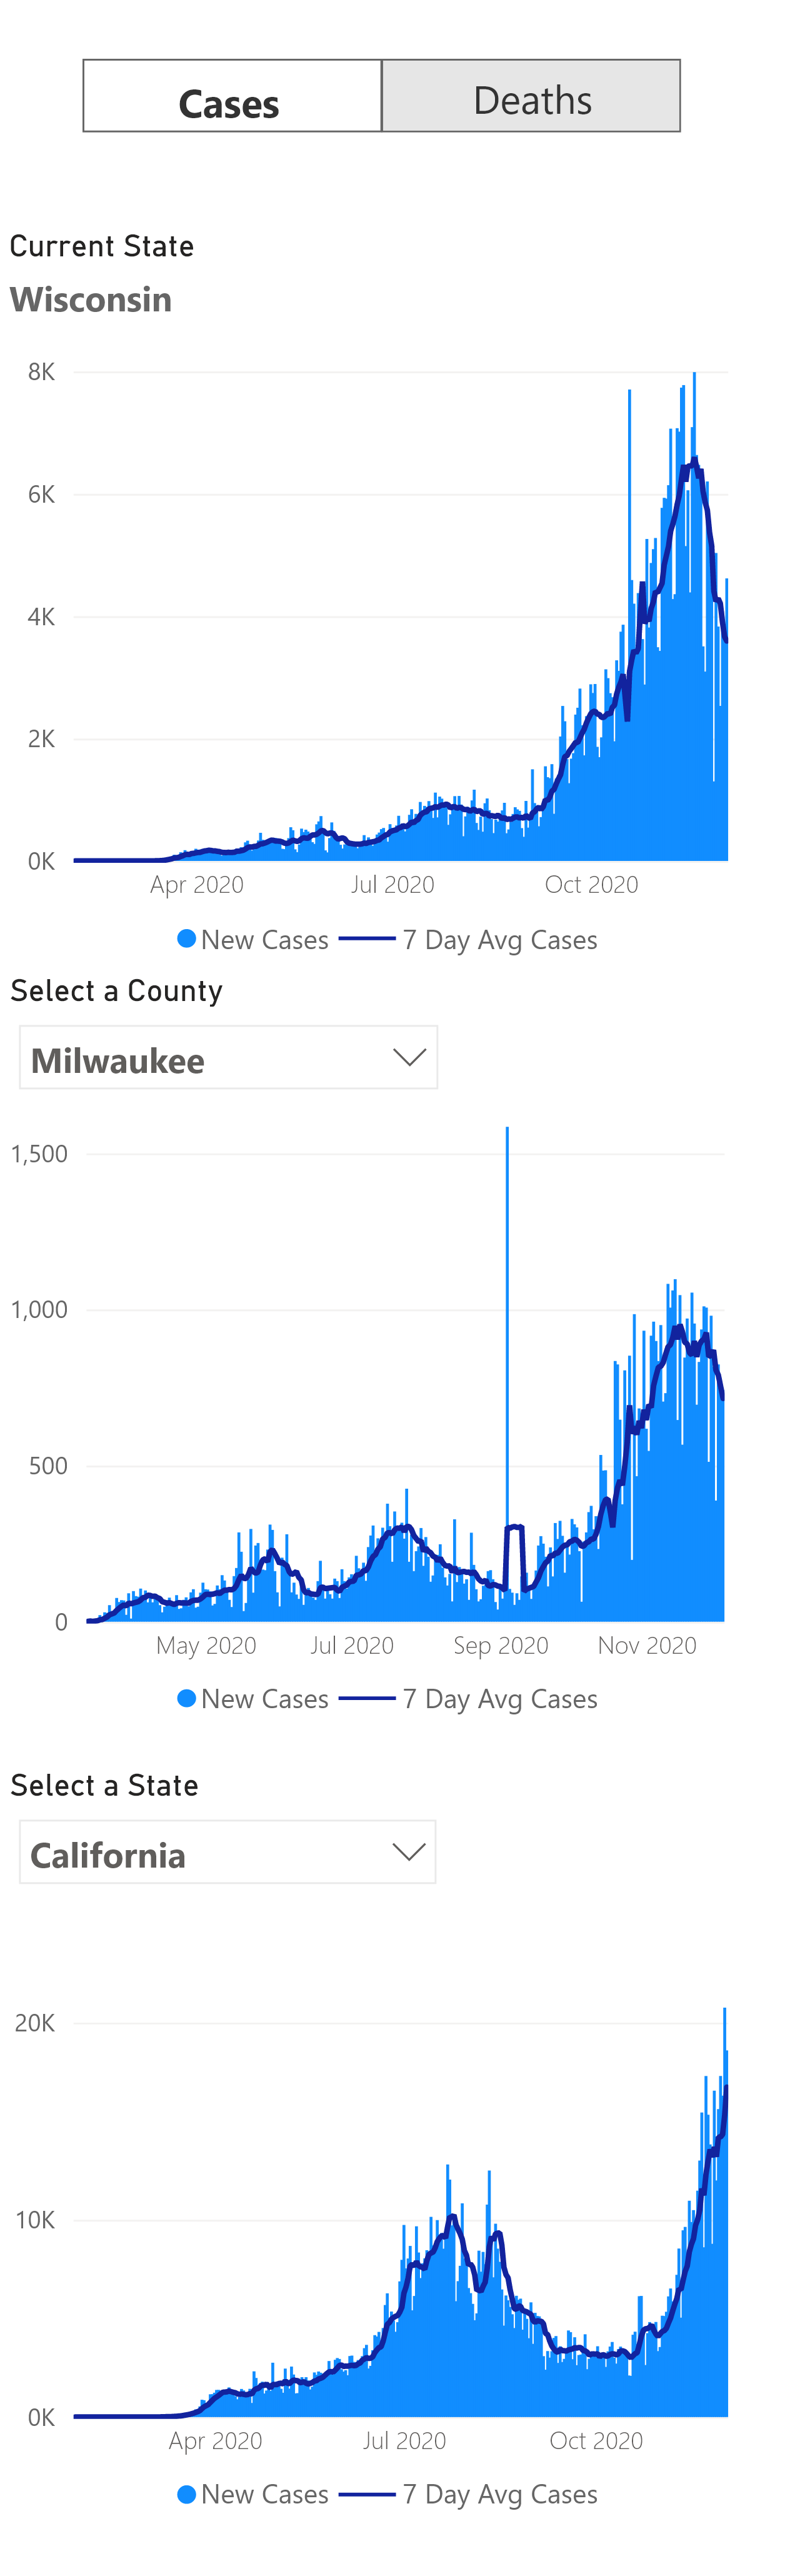 Cases Deaths
Current State
Wisconsin
8K
6K
4K
2K
0K
Apr 2020 Jul 2020 Oct 2020
New Cases 7 Day Avg Cases
Select a County
Milwaukee
1,500
1,000
500
0
May 2020 Jul 2020 Sep 2020 Nov 2020
New Cases 7 Day Avg Cases
Select a State
California
20K
10K
0K
Apr 2020 Jul 2020 Oct 2020
New Cases 7 Day Avg Cases